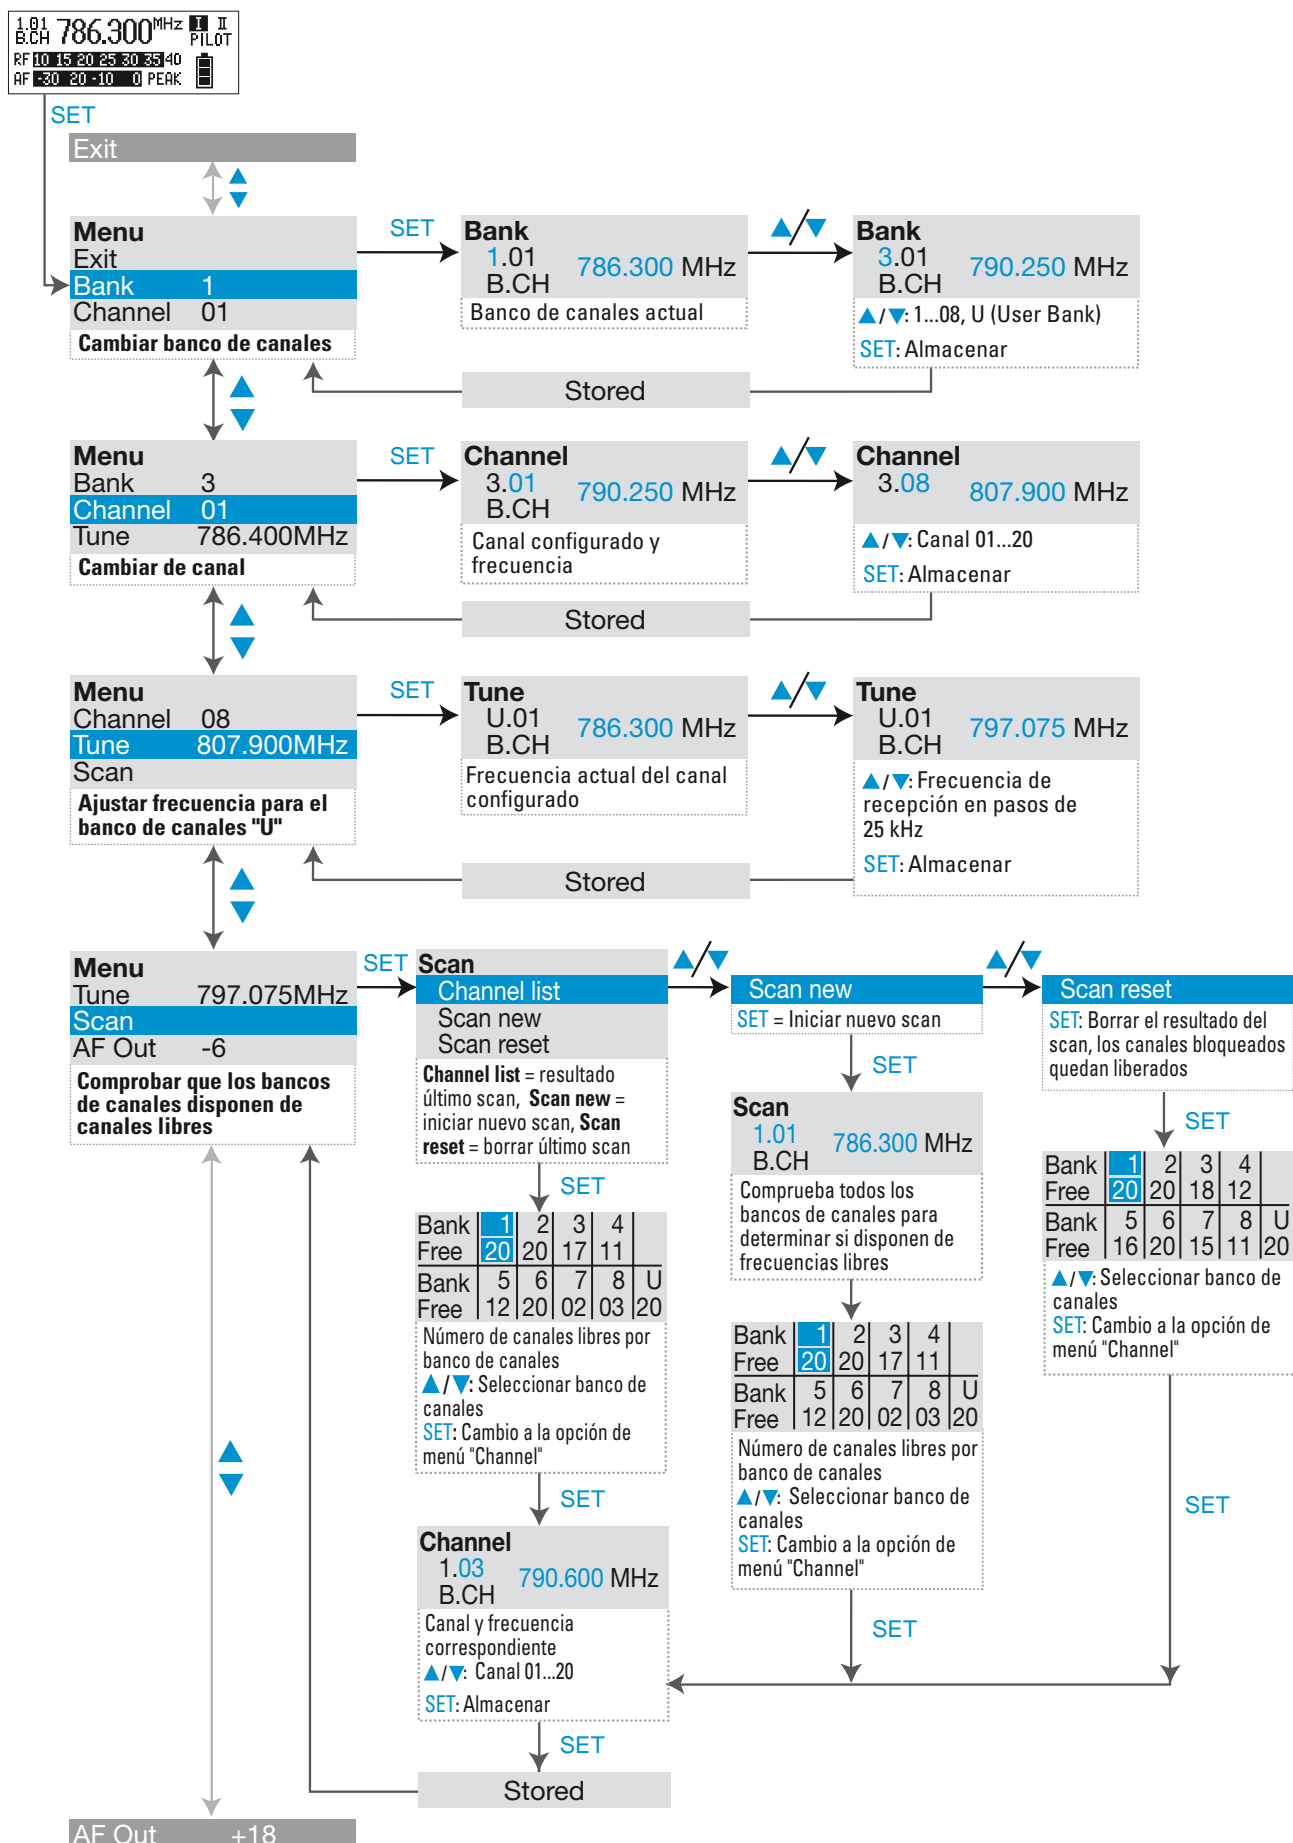 1.01 786.300 MHz I II
B.CH PILOT
RF 10 15 20 25 30 35 40
AF -30 20 -10 0 PEAK
SET
Exit
Menu
Exit
Bank 1
Channel 01
Cambiar banco de canales
SET
Bank
1.01 786.300 MHz
B.CH
Banco de canales actual
▲/▼
Bank
3.01 790.250 MHz
B.CH
▲/▼: 1...08, U (User Bank)
SET: Almacenar
Stored
Menu
Bank 3
Channel 01
Tune 786.400MHz
Cambiar de canal
SET
Channel
3.01 790.250 MHz
B.CH
Canal configurado y
frecuencia
▲/▼
Channel
3.08 807.900 MHz
▲/▼: Canal 01...20
SET: Almacenar
Stored
Menu
Channel 08
Tune 807.900MHz
Scan
Ajustar frecuencia para el
banco de canales "U"
SET
Tune
U.01 786.300 MHz
B.CH
Frecuencia actual del canal
configurado
▲/▼
Tune
U.01 797.075 MHz
B.CH
▲/▼: Frecuencia de
recepción en pasos de
25 kHz
SET: Almacenar
Stored
Menu
Tune 797.075MHz
Scan
AF Out -6
Comprobar que los bancos
de canales disponen de
canales libres
SET
Scan
Channel list
Scan new
Scan reset
Channel list = resultado
último scan, Scan new =
iniciar nuevo scan, Scan
reset = borrar último scan
SET
Bank 1 2 3 4
Free 20 20 17 11
Bank 5 6 7 8 U
Free 12 20 02 03 20
Número de canales libres por
banco de canales
▲/▼: Seleccionar banco de
canales
SET: Cambio a la opción de
menú "Channel"
SET
Channel
1.03 790.600 MHz
B.CH
Canal y frecuencia
correspondiente
▲/▼: Canal 01...20
SET: Almacenar
SET
Stored
▲/▼
Scan new
SET = Iniciar nuevo scan
SET
Scan
1.01 786.300 MHz
B.CH
Comprueba todos los
bancos de canales para
determinar si disponen de
frecuencias libres
Bank 1 2 3 4
Free 20 20 17 11
Bank 5 6 7 8 U
Free 12 20 02 03 20
Número de canales libres por
banco de canales
▲/▼: Seleccionar banco de
canales
SET: Cambio a la opción de
menú "Channel"
SET
▲/▼
Scan reset
SET: Borrar el resultado del
scan, los canales bloqueados
quedan liberados
SET
Bank 1 2 3 4
Free 20 20 18 12
Bank 5 6 7 8 U
Free 16 20 15 11 20
▲/▼: Seleccionar banco de
canales
SET: Cambio a la opción de
menú "Channel"
SET
AF Out +18